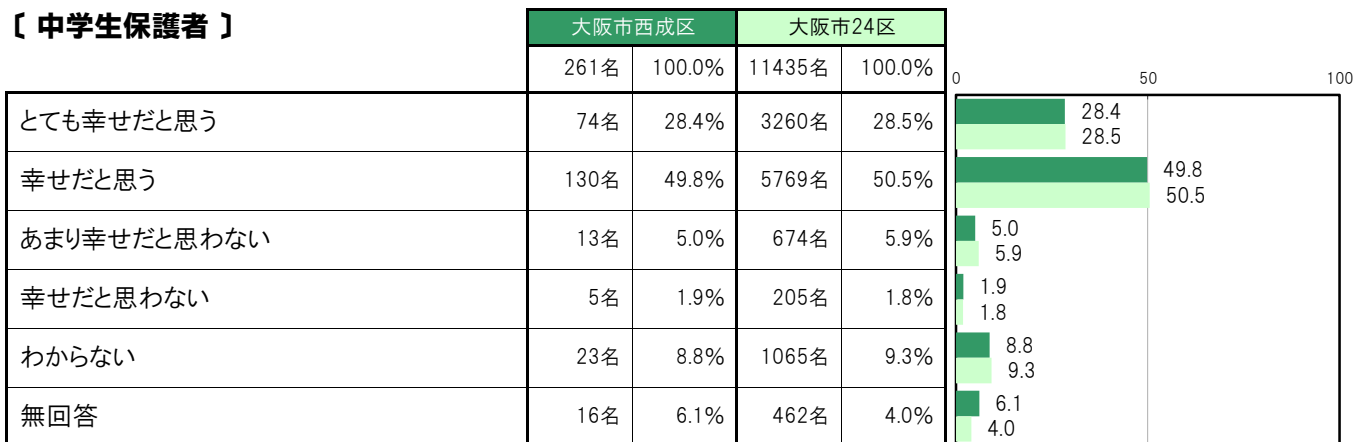 〔 中学生保護者 〕
大阪市西成区 大阪市24区
261名 100.0% 11435名 100.0%
0 50 100
とても幸せだと思う 74名 28.4% 3260名 28.5% 28.4
28.5
幸せだと思う 130名 49.8% 5769名 50.5% 49.8
50.5
あまり幸せだと思わない 13名 5.0% 674名 5.9% 5.0
5.9
幸せだと思わない 5名 1.9% 205名 1.8% 1.9
1.8
わからない 23名 8.8% 1065名 9.3% 8.8
9.3
無回答 16名 6.1% 462名 4.0% 6.1
4.0